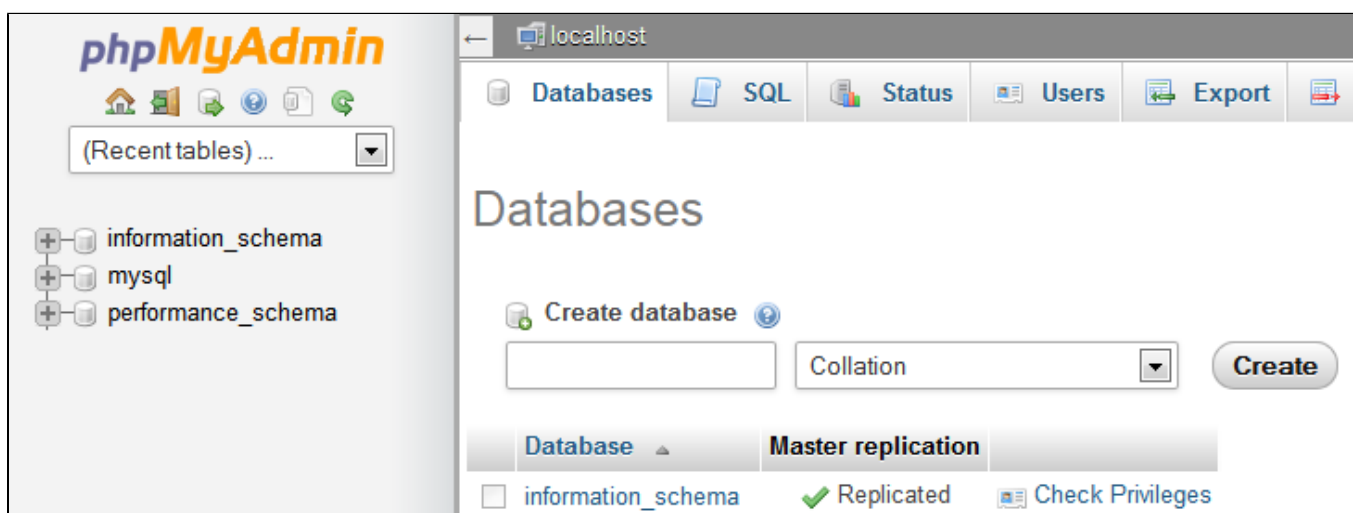 phpMyAdmin
(Recent tables) ...
information_schema
mysql
performance_schema
localhost
Databases SQL Status Users Export
Databases
Create database
Collation Create
Database Master replication
information_schema Replicated Check Privileges